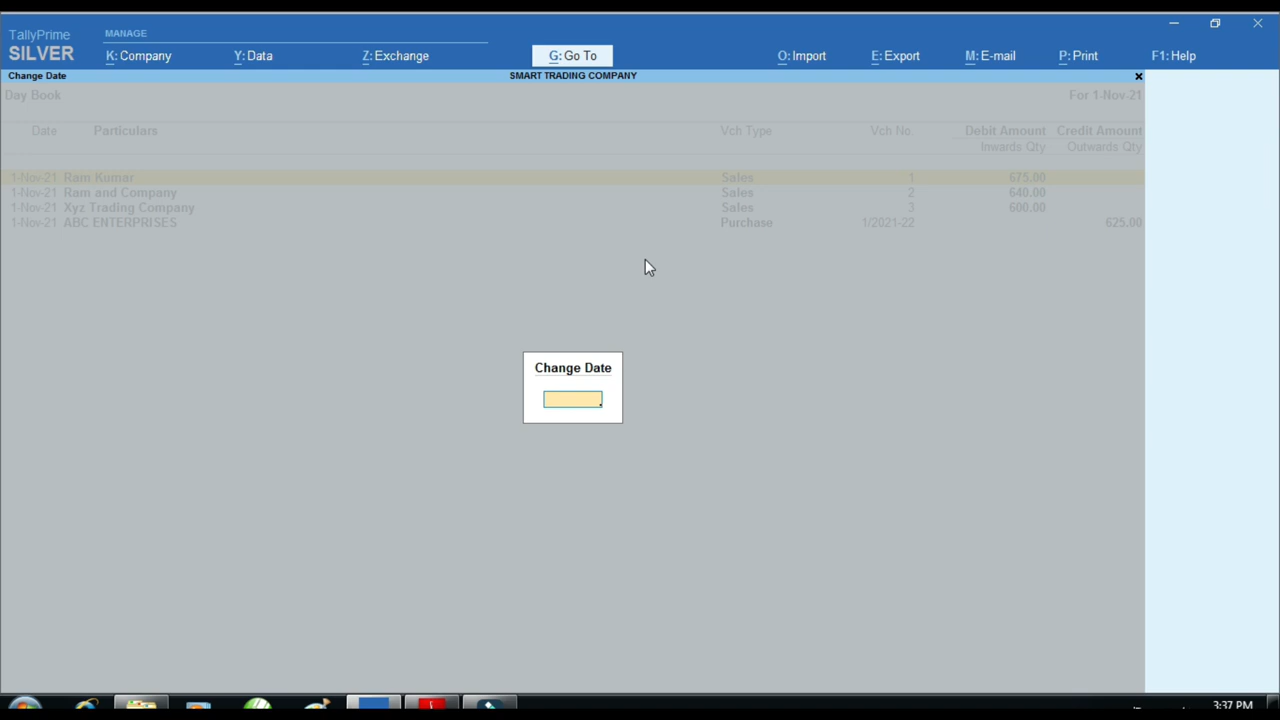 TallyPrime MANAGE
SILVER K: Company Y: Data Z: Exchange G: Go To O: Import E: Export M: E-mail P: Print F1: Help
Change Date SMART TRADING COMPANY
Day Book For 1-Nov-21
Date Particulars Vch Type Vch No. Debit Amount Credit Amount
Inwards Qty Outwards Qty
1-Nov-21 Ram Kumar Sales 1 675.00
1-Nov-21 Ram and Company Sales 2 640.00
1-Nov-21 Xyz Trading Company Sales 3 600.00
1-Nov-21 ABC ENTERPRISES Purchase 1/2021-22 625.00
Change Date
3:37 PM